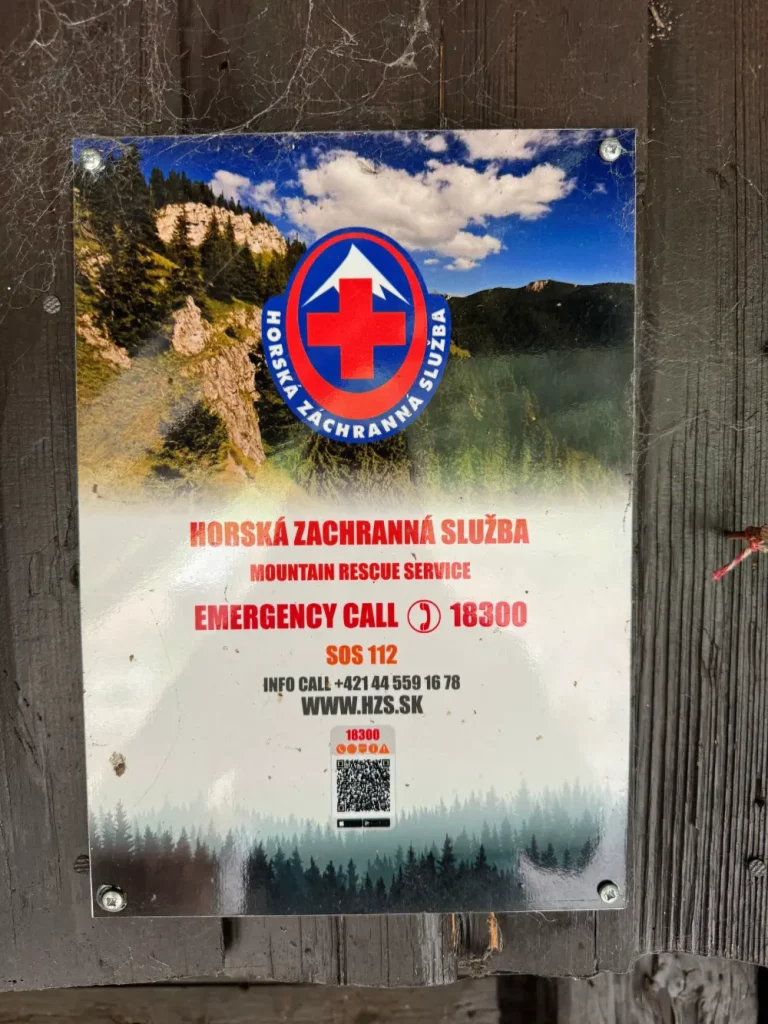 HORSKÁ ZÁCHRANNÁ SLUŽBA
HORSKÁ ZACHRANNÁ SLUŽBA
MOUNTAIN RESCUE SERVICE
EMERGENCY CALL 18300
SOS 112
INFO CALL +421 44 559 16 78
WWW.HZS.SK
18300